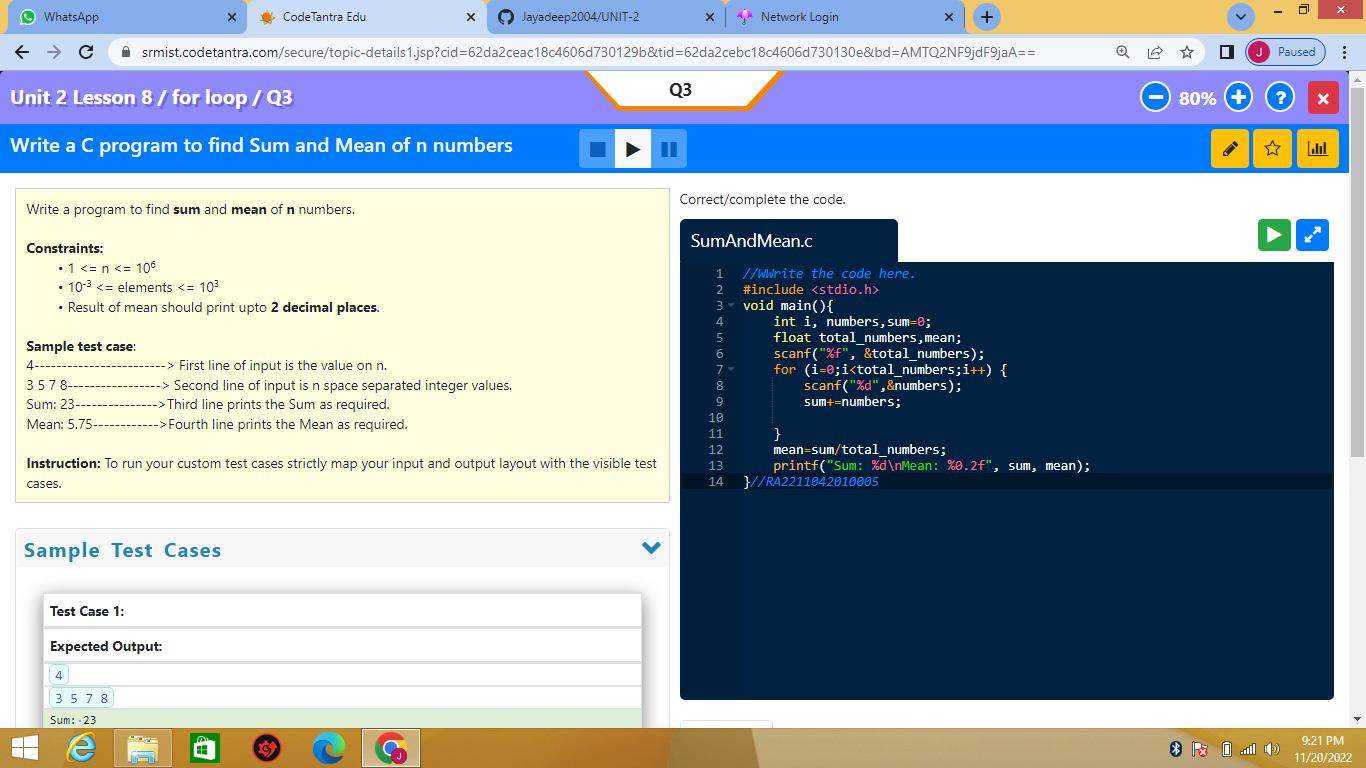 WhatsApp
CodeTantra Edu
Jayadeep2004/UNIT-2
Network Login
srmist.codetantra.com/secure/topic-details1.jsp?cid=62da2ceac18c4606d730129b&tid=62da2cebc18c4606d730130e&bd=AMTQ2NF9jdF9jaA==
J Paused
Unit 2 Lesson 8 / for loop / Q3
Q3
80%
?
x
Write a C program to find Sum and Mean of n numbers
Write a program to find sum and mean of n numbers.
Constraints:
• 1 <= n <= 10⁶
• 10⁻³ <= elements <= 10³
• Result of mean should print upto 2 decimal places.
Sample test case:
4------------------------> First line of input is the value on n.
3 5 7 8-----------------> Second line of input is n space separated integer values.
Sum: 23--------------->Third line prints the Sum as required.
Mean: 5.75------------>Fourth line prints the Mean as required.
Instruction: To run your custom test cases strictly map your input and output layout with the visible test
cases.
Sample Test Cases
Test Case 1:
Expected Output:
4
3 5 7 8
Sum:·23
Correct/complete the code.
SumAndMean.c
1 //WWrite the code here.
2 #include <stdio.h>
3 void main(){
4 int i, numbers,sum=0;
5 float total_numbers,mean;
6 scanf("%f", &total_numbers);
7 for (i=0;i<total_numbers;i++) {
8 scanf("%d",&numbers);
9 sum+=numbers;
10
11 }
12 mean=sum/total_numbers;
13 printf("Sum: %d\nMean: %0.2f", sum, mean);
14 }//RA2211042010005
J
9:21 PM
11/20/2022